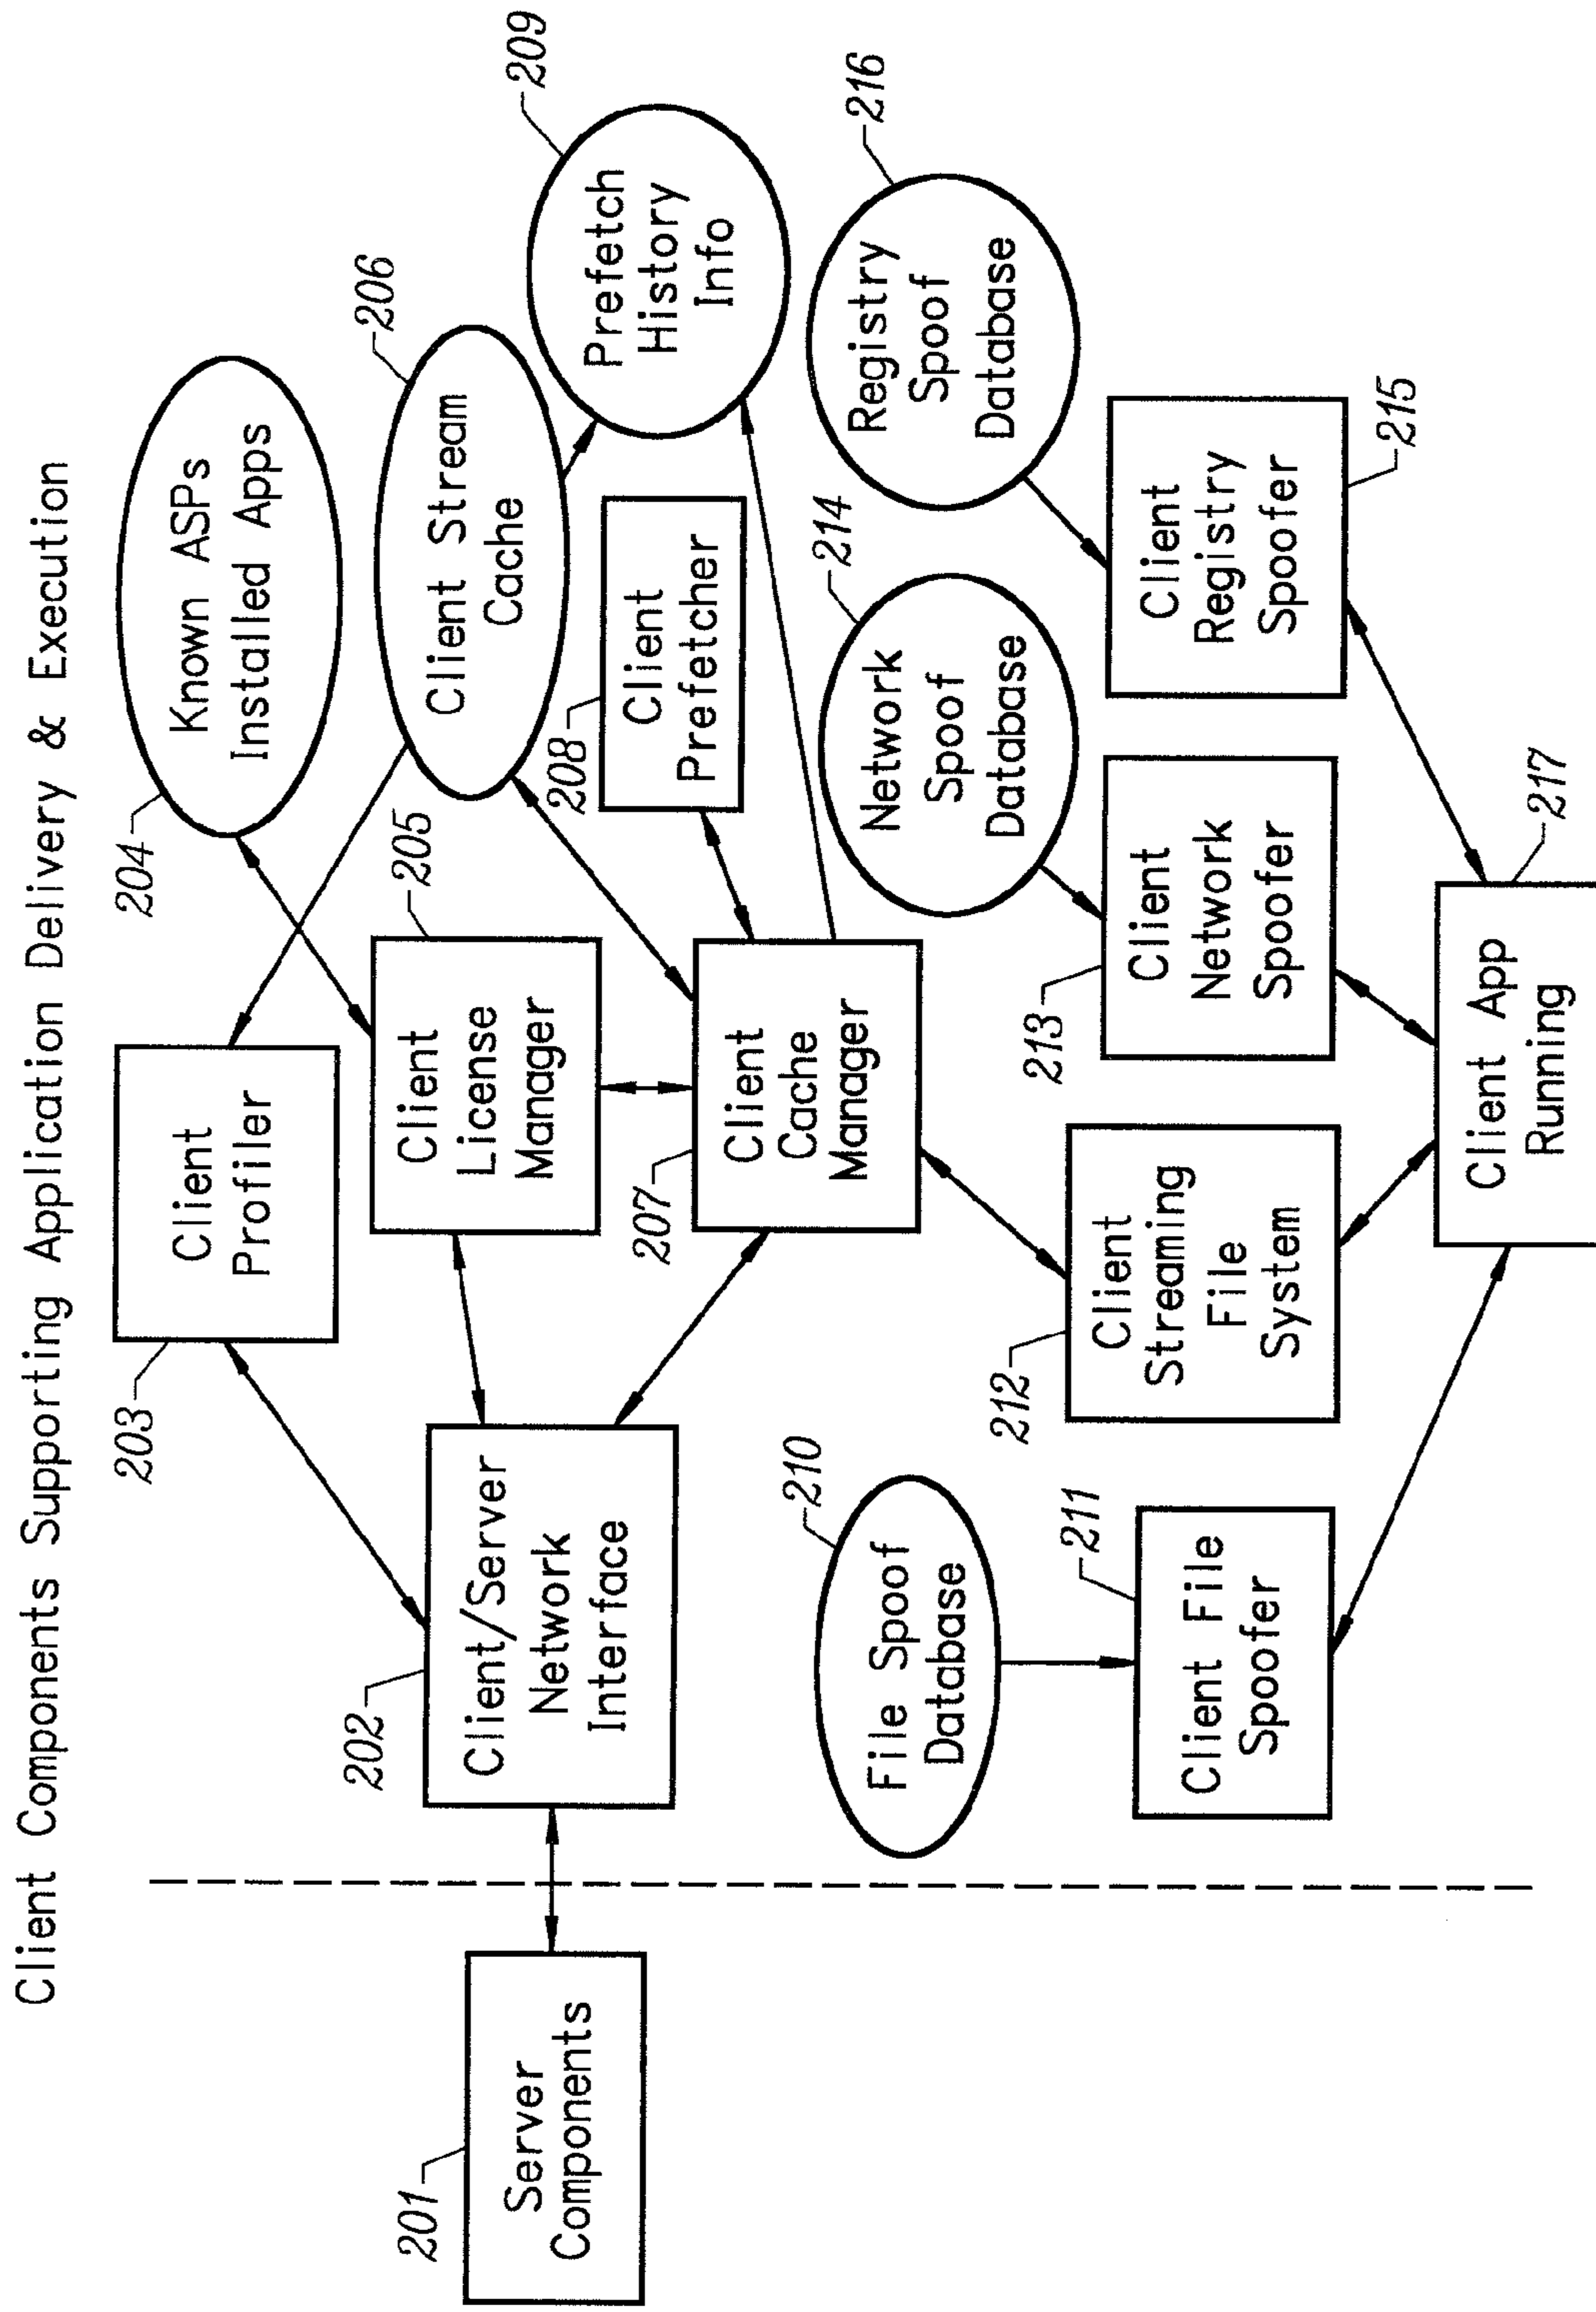 Client Components Supporting Application Delivery & Execution
201
Server
Components
202
Client/Server
Network
Interface
203
Client
Profiler
204
Known ASPs
Installed Apps
205
Client
License
Manager
206
Client Stream
Cache
207
Client
Cache
Manager
208
Client
Prefetcher
209
Prefetch
History
Info
210
File Spoof
Database
211
Client File
Spoofer
212
Client
Streaming
File
System
213
Client
Network
Spoofer
214
Network
Spoof
Database
215
Client
Registry
Spoofer
216
Registry
Spoof
Database
217
Client App
Running